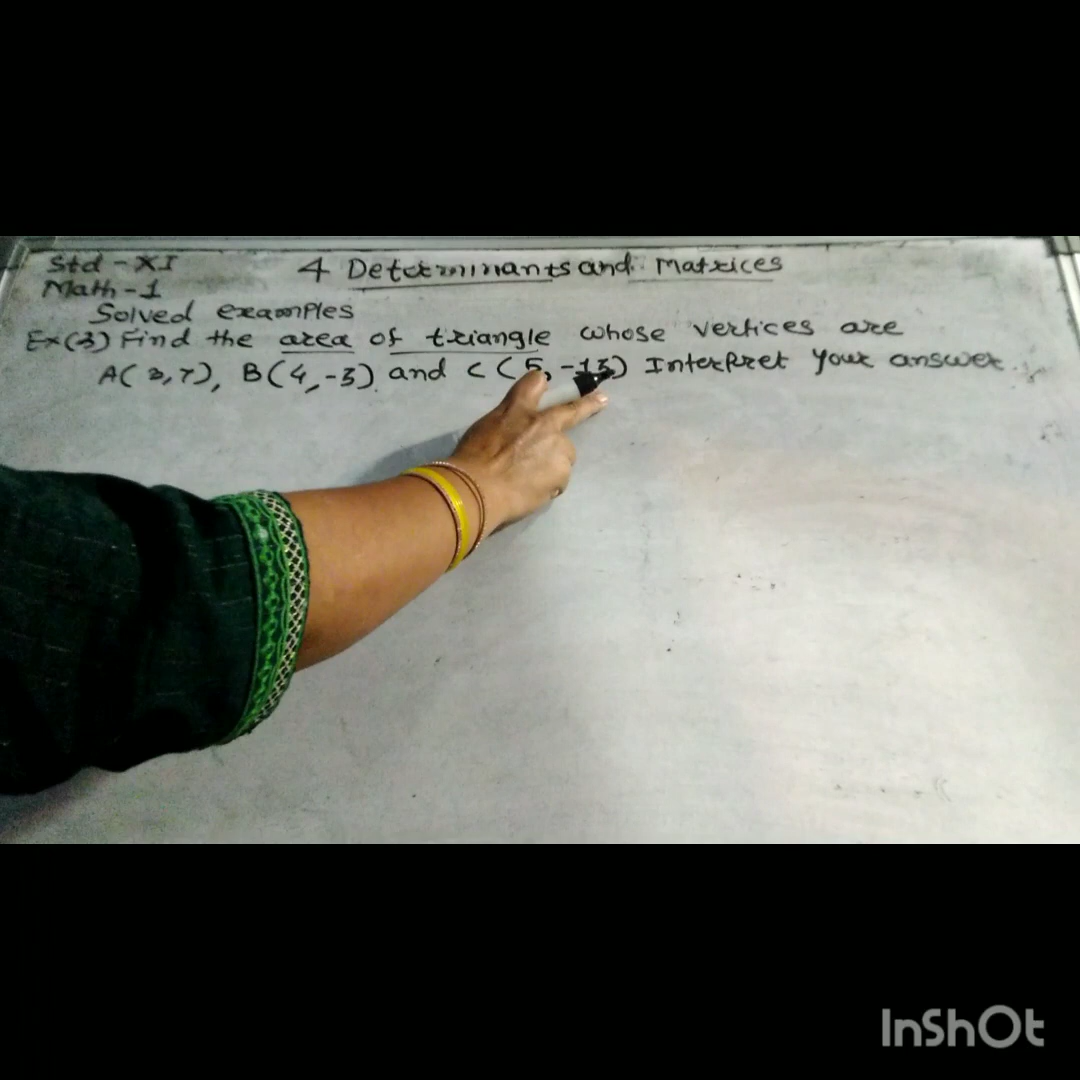 Std - XI
4 Determinants and Matrices
Math - 1
Solved examples
Ex (3) Find the area of triangle whose vertices are
A( 3, 7), B(4, -3) and C (5, -13) Interpret your answer.
InShOt